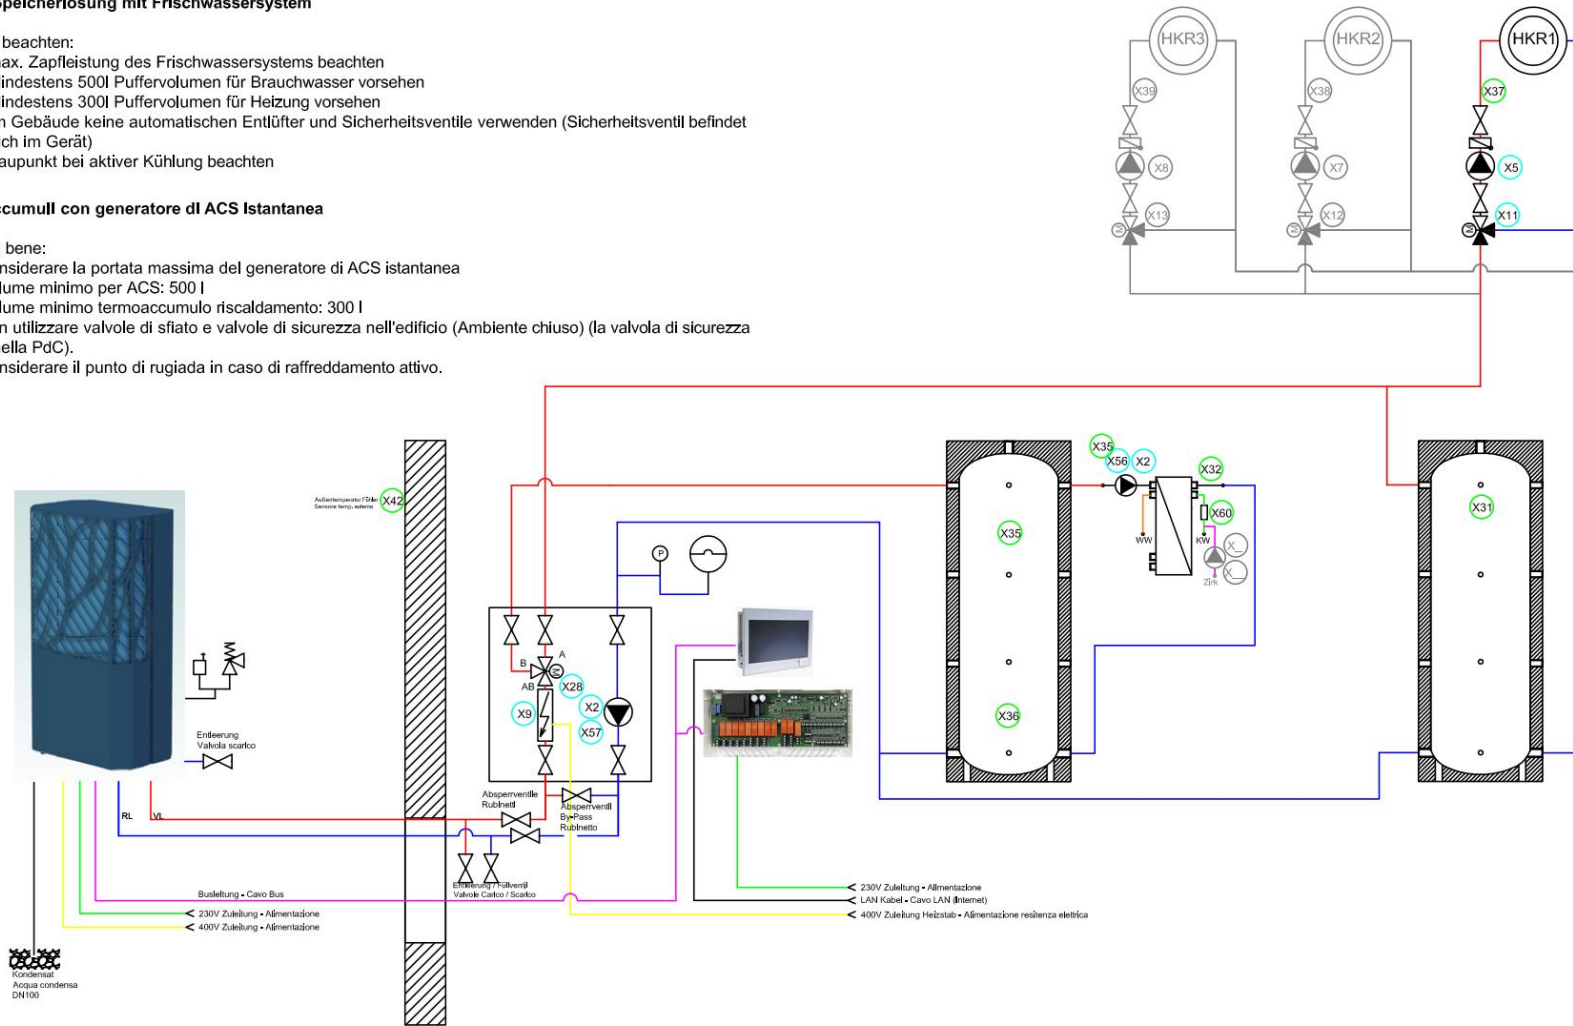 peicherlösung mit Frischwassersystem
beachten:
ax. Zapfleistung des Frischwassersystems beachten
indestens 500l Puffervolumen für Brauchwasser vorsehen
indestens 300l Puffervolumen für Heizung vorsehen
m Gebäude keine automatischen Entlüfter und Sicherheitsventile verwenden (Sicherheitsventil befindet
ich im Gerät)
aupunkt bei aktiver Kühlung beachten
ccumuli con generatore di ACS Istantanea
bene:
nsiderare la portata massima del generatore di ACS istantanea
lume minimo per ACS: 500 l
lume minimo termoaccumulo riscaldamento: 300 l
n utilizzare valvole di sfiato e valvole di sicurezza nell'edificio (Ambiente chiuso) (la valvola di sicurezza
ella PdC).
nsiderare il punto di rugiada in caso di raffreddamento attivo.
HKR3
HKR2
HKR1
X39
X38
X37
X8
X7
X5
X13
X12
X11
M
M
M
Außentemperatur Fühler
Sensore temp. esterna
X42
X35
X56
X2
X32
X35
X60
WW
KW
X_
X__
Zirk
X31
X36
P
A
B
M
AB
X28
X9
X2
X57
Entleerung
Valvola scarico
RL
VL
Absperrventile
Rubinetti
Absperrventil
By-Pass
Rubinetto
Entleerung / Füllventil
Valvole Carico / Scarico
Busleitung - Cavo Bus
230V Zuleitung - Alimentazione
400V Zuleitung - Alimentazione
230V Zuleitung - Alimentazione
LAN Kabel - Cavo LAN (Internet)
400V Zuleitung Heizstab - Alimentazione resitenza elettrica
Kondensat
Acqua condensa
DN100